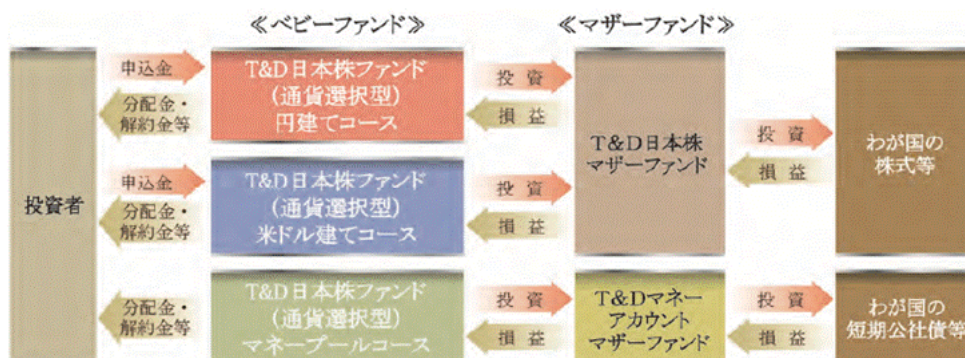 ≪ベビーファンド≫
≪マザーファンド≫
投資者
申込金
分配金・
解約金等
T&D日本株ファンド
(通貨選択型)
円建てコース
投資
損益
申込金
分配金・
解約金等
T&D日本株ファンド
(通貨選択型)
米ドル建てコース
投資
損益
T&D日本株
マザーファンド
投資
損益
わが国の
株式等
分配金・
解約金等
T&D日本株ファンド
(通貨選択型)
マネープールコース
投資
損益
T&Dマネー
アカウント
マザーファンド
投資
損益
わが国の
短期公社債等